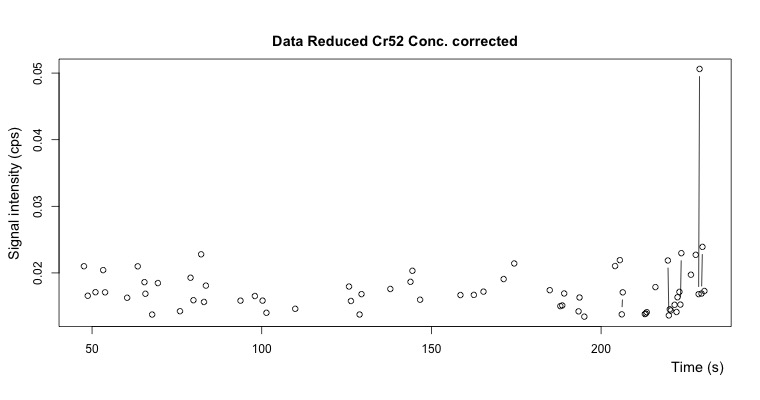 Data Reduced Cr52 Conc. corrected
Signal intensity (cps)
0.05
0.04
0.03
0.02
50 100 150 200
Time (s)